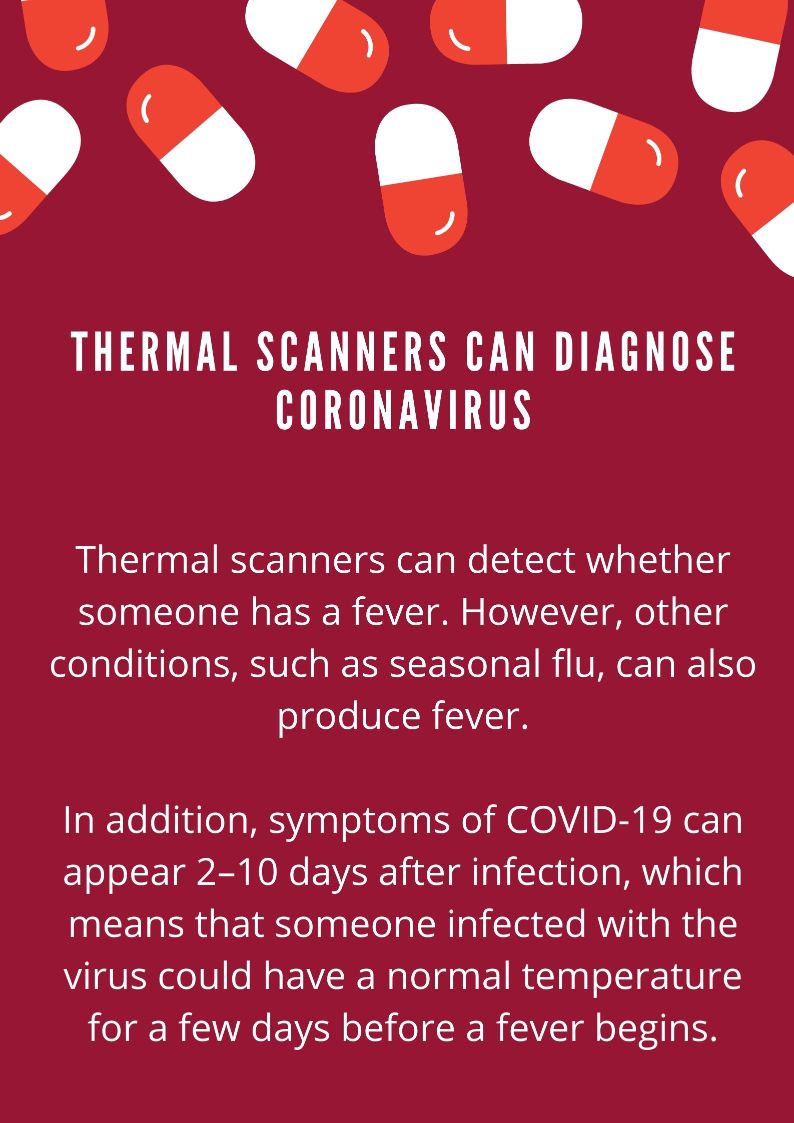 THERMAL SCANNERS CAN DIAGNOSE
CORONAVIRUS
Thermal scanners can detect whether
someone has a fever. However, other
conditions, such as seasonal flu, can also
produce fever.
In addition, symptoms of COVID-19 can
appear 2–10 days after infection, which
means that someone infected with the
virus could have a normal temperature
for a few days before a fever begins.